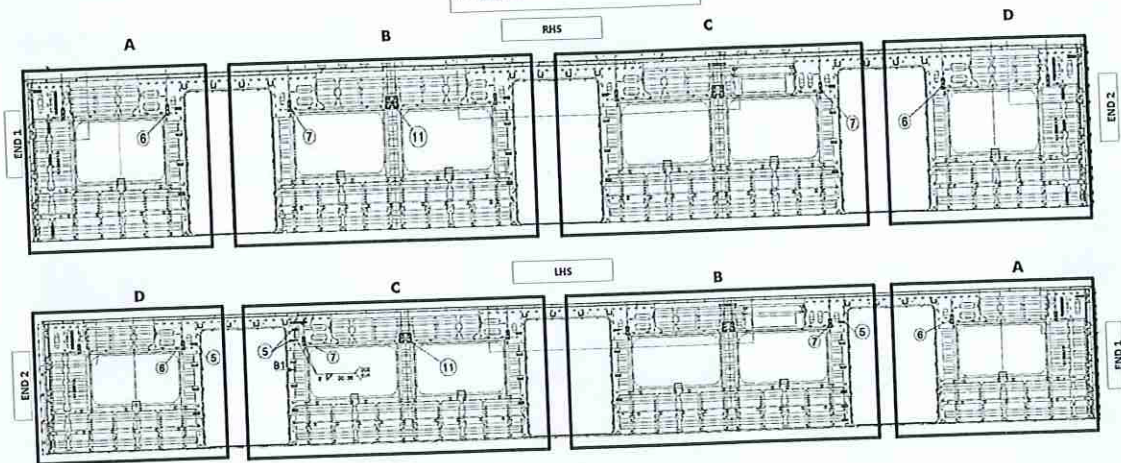 RHS
A B C D
END 1
END 2
6 7 11 7 6
LHS
D C B A
END 2
END 1
6 5 5 7 11 7 5 6
B1